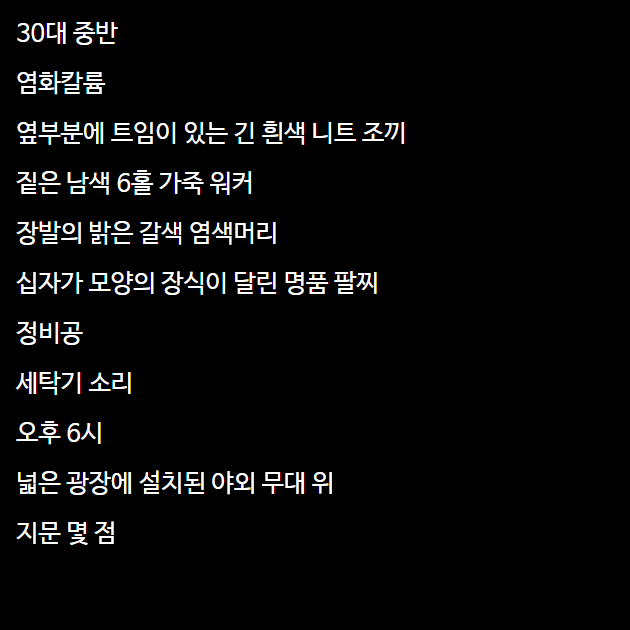 30대 중반
염화칼륨
옆부분에 트임이 있는 긴 흰색 니트 조끼
짙은 남색 6홀 가죽 워커
장발의 밝은 갈색 염색머리
십자가 모양의 장식이 달린 명품 팔찌
정비공
세탁기 소리
오후 6시
넓은 광장에 설치된 야외 무대 위
지문 몇 점